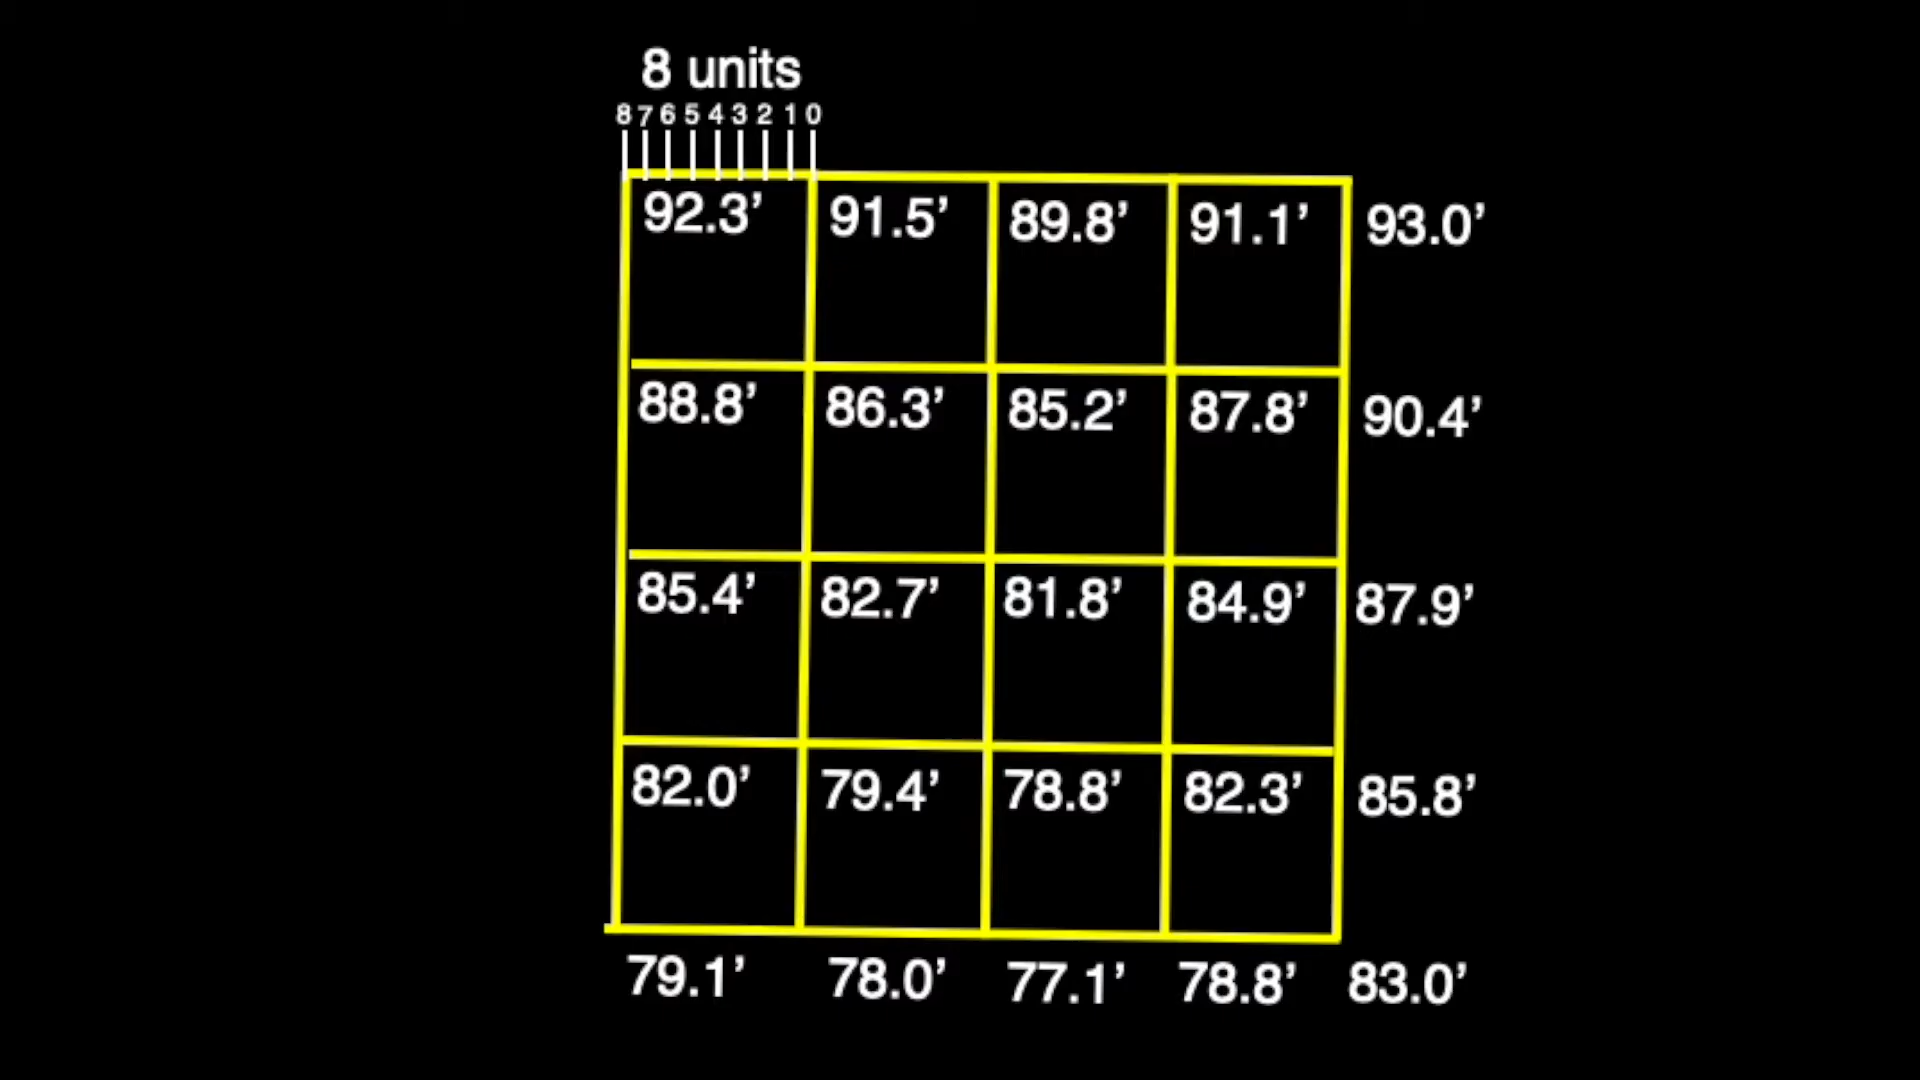 8 units
8 7 6 5 4 3 2 1 0
92.3’ 91.5’ 89.8’ 91.1’ 93.0’
88.8’ 86.3’ 85.2’ 87.8’ 90.4’
85.4’ 82.7’ 81.8’ 84.9’ 87.9’
82.0’ 79.4’ 78.8’ 82.3’ 85.8’
79.1’ 78.0’ 77.1’ 78.8’ 83.0’